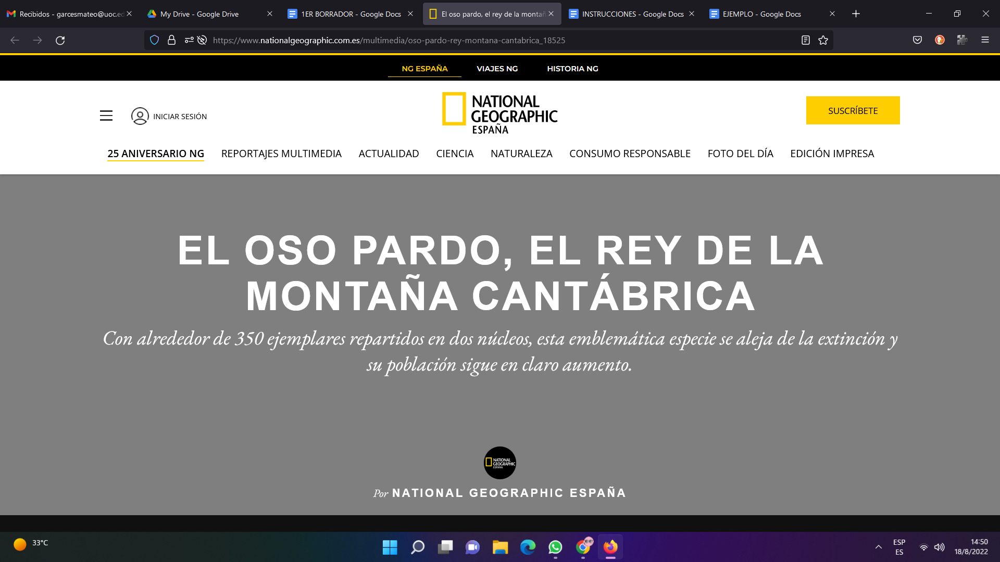 Recibidos - garcesmateo@uoc.ed
My Drive - Google Drive
1ER BORRADOR - Google Docs
El oso pardo, el rey de la montañ
INSTRUCCIONES - Google Docs
EJEMPLO - Google Docs
https://www.nationalgeographic.com.es/multimedia/oso-pardo-rey-montana-cantabrica_18525
NG ESPAÑA
VIAJES NG
HISTORIA NG
INICIAR SESIÓN
NATIONAL
GEOGRAPHIC
ESPAÑA
SUSCRÍBETE
25 ANIVERSARIO NG
REPORTAJES MULTIMEDIA
ACTUALIDAD
CIENCIA
NATURALEZA
CONSUMO RESPONSABLE
FOTO DEL DÍA
EDICIÓN IMPRESA
EL OSO PARDO, EL REY DE LA
MONTAÑA CANTÁBRICA
Con alrededor de 350 ejemplares repartidos en dos núcleos, esta emblemática especie se aleja de la extinción y
su población sigue en claro aumento.
NATIONAL
GEOGRAPHIC
ESPAÑA
Por NATIONAL GEOGRAPHIC ESPAÑA
33°C
ESP
ES
14:50
18/8/2022